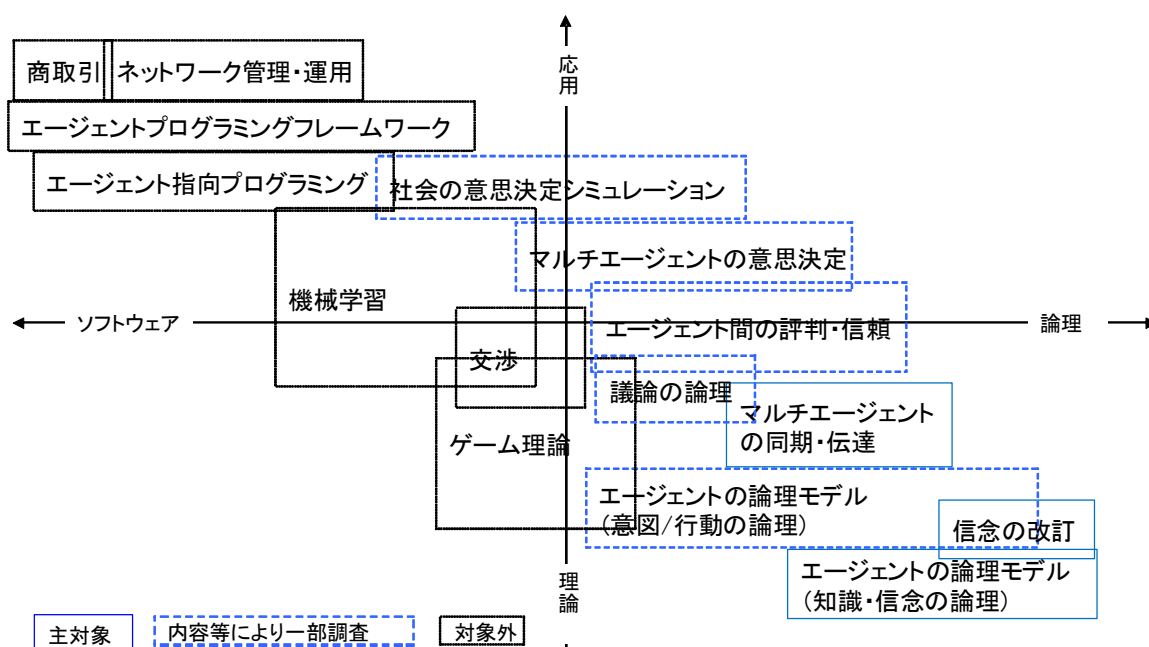 応用
商取引
ネットワーク管理・運用
エージェントプログラミングフレームワーク
エージェント指向プログラミング
社会の意思決定シミュレーション
マルチエージェントの意思決定
機械学習
ソフトウェア
エージェント間の評判・信頼
論理
交渉
議論の論理
マルチエージェント
の同期・伝達
ゲーム理論
エージェントの論理モデル
(意図/行動の論理)
信念の改訂
エージェントの論理モデル
(知識・信念の論理)
理論
主対象
内容等により一部調査
対象外